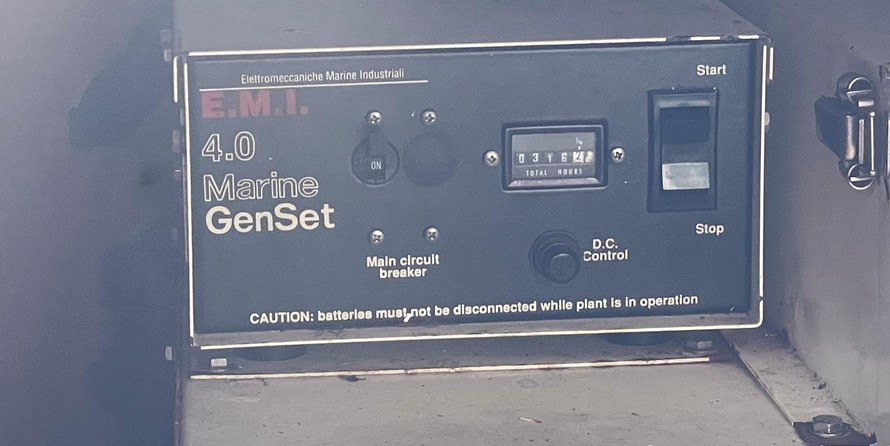 Elettromeccaniche Marine Industriali
E.M.I.
4.0
Marine
GenSet
ON
Main circuit
breaker
0316
TOTAL HOURS
D.C.
Control
Start
Stop
CAUTION: batteries must not be disconnected while plant is in operation